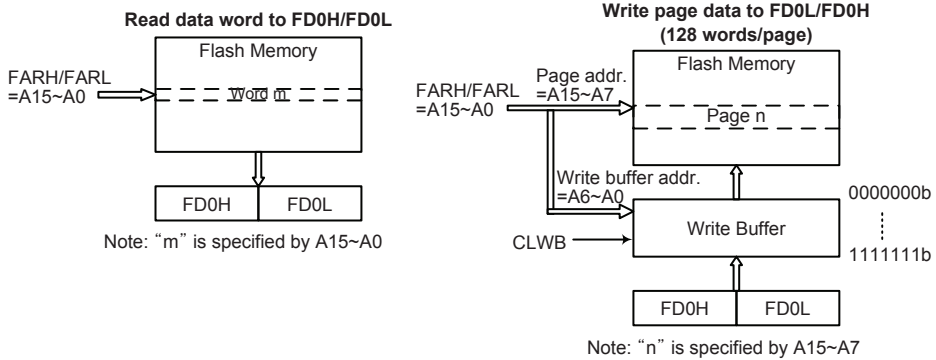 Read data word to FD0H/FD0L
Flash Memory
FARH/FARL
=A15~A0
Word m
FD0H
FD0L
Note: “m” is specified by A15~A0
Write page data to FD0L/FD0H
(128 words/page)
Flash Memory
FARH/FARL
=A15~A0
Page addr.
=A15~A7
Page n
Write buffer addr.
=A6~A0
CLWB
Write Buffer
0000000b
1111111b
FD0H
FD0L
Note: “n” is specified by A15~A7